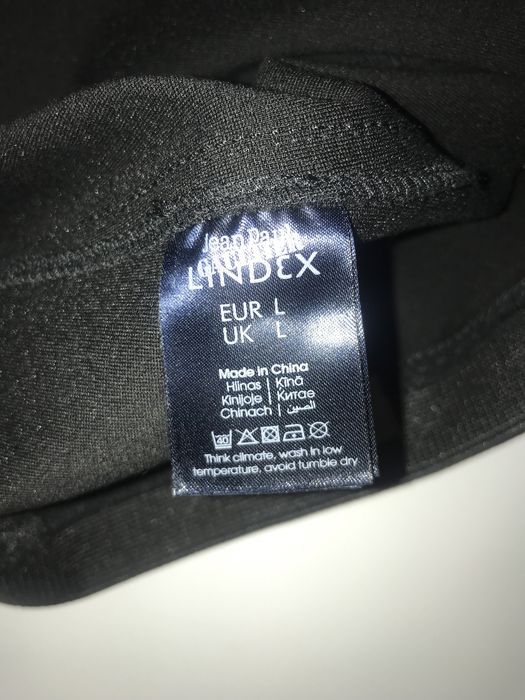 Jean Paul
GAULTIER
LINDEX
EUR L
UK L
Made in China
Hiinas | Ķīnā
Kinijoje | Китае
Chinach | الصين
40
Think climate, wash in low
temperature, avoid tumble dry